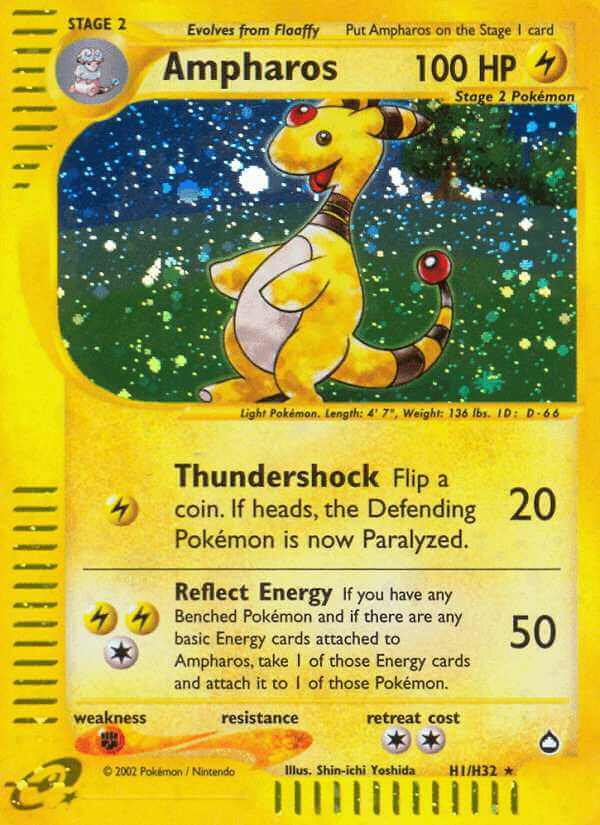 STAGE 2
Evolves from Flaaffy Put Ampharos on the Stage 1 card
Ampharos 100 HP
Stage 2 Pokémon
Light Pokémon. Length: 4' 7", Weight: 136 lbs. ID: D-66
Thundershock Flip a
coin. If heads, the Defending
Pokémon is now Paralyzed.
20
Reflect Energy If you have any
Benched Pokémon and if there are any
basic Energy cards attached to
Ampharos, take 1 of those Energy cards
and attach it to 1 of those Pokémon.
50
weakness resistance retreat cost
© 2002 Pokémon / Nintendo Illus. Shin-ichi Yoshida H1/H32 ★